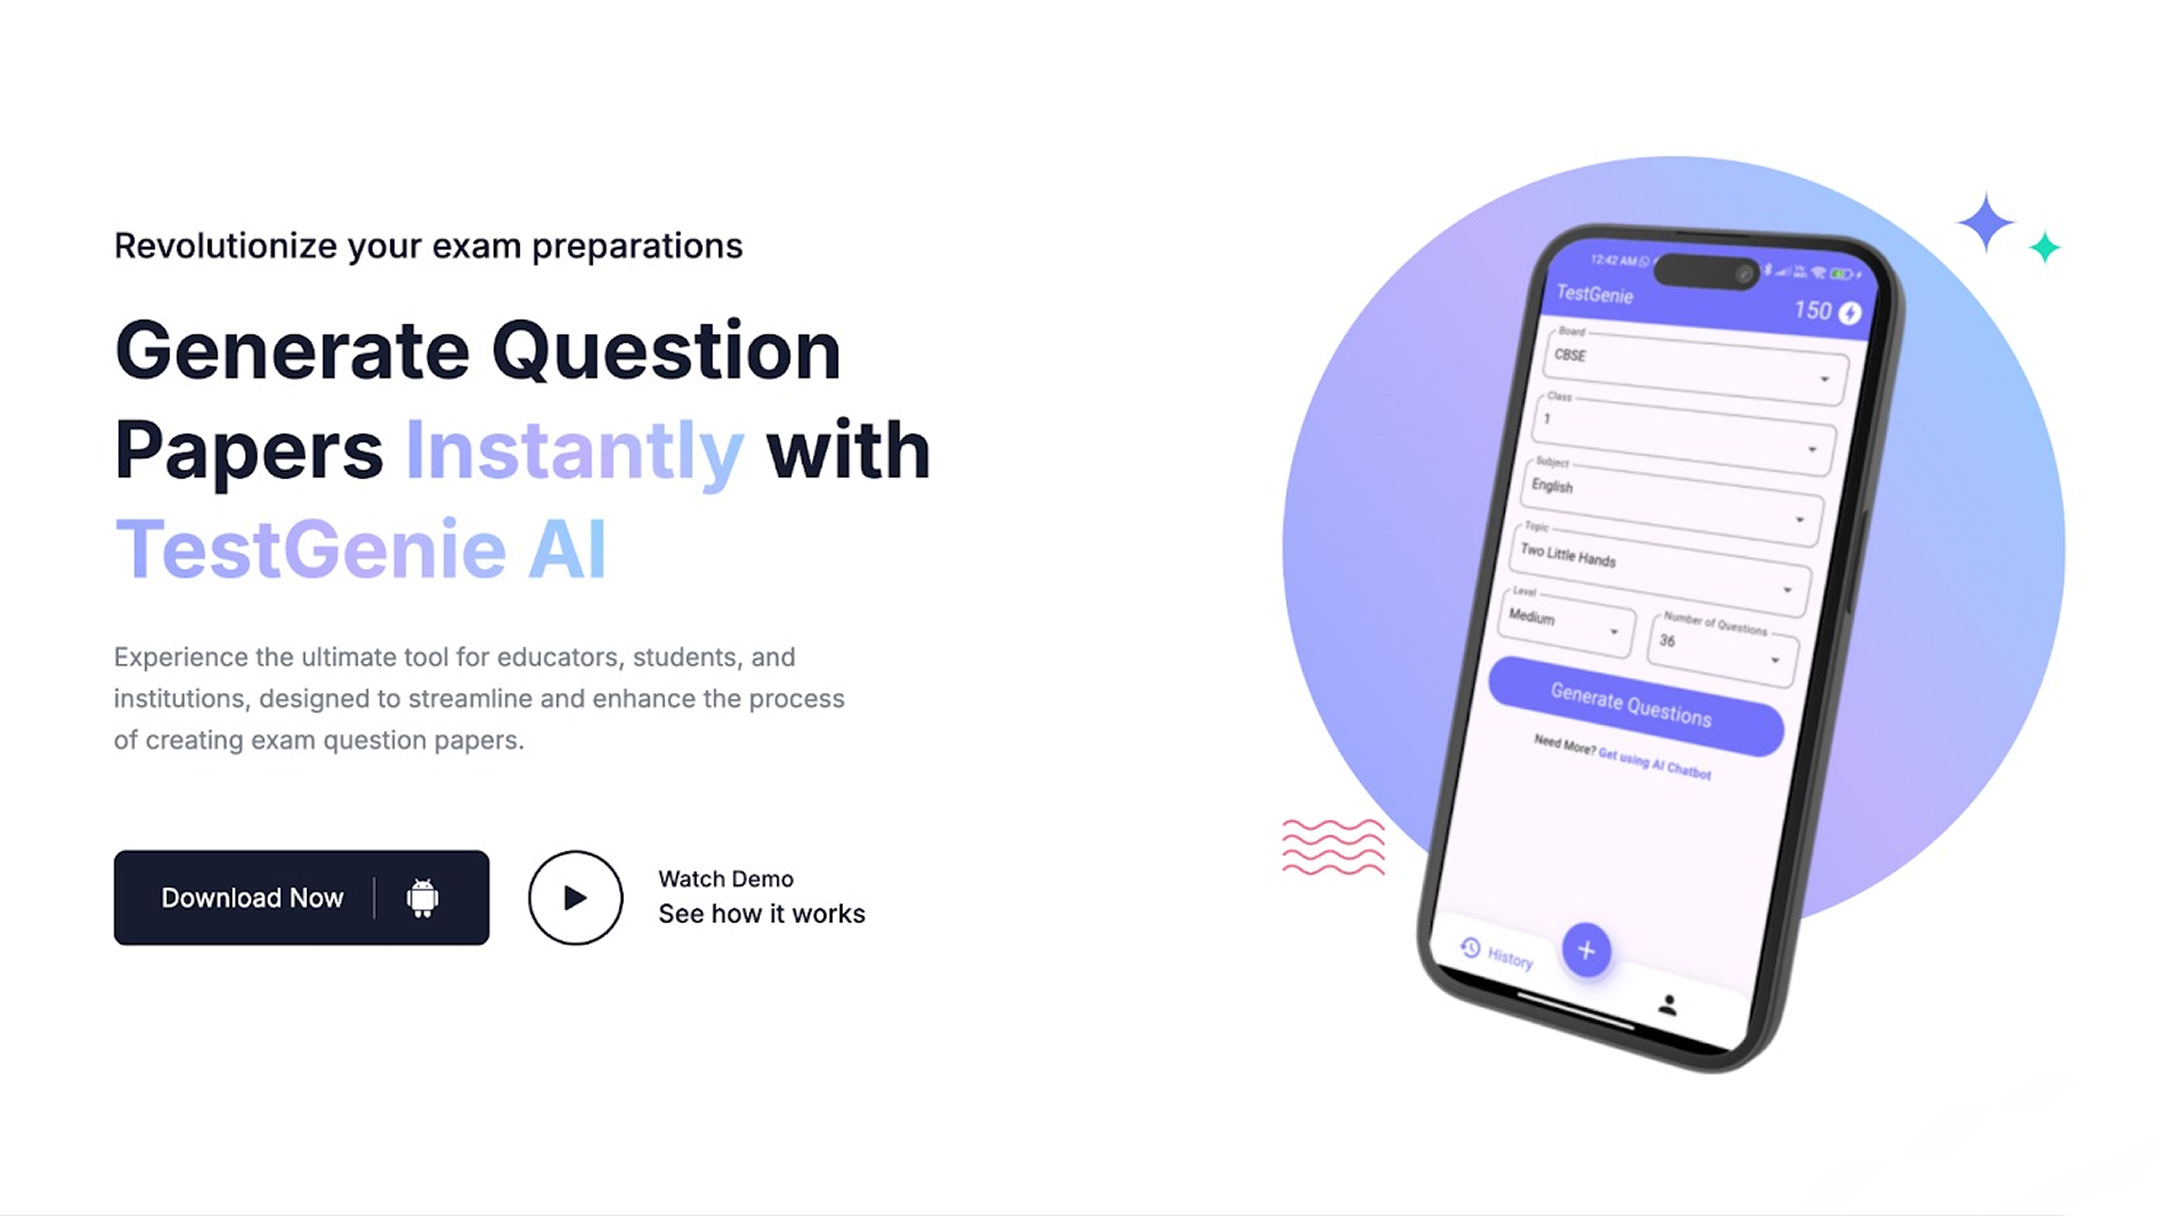 Revolutionize your exam preparations
Generate Question
Papers Instantly with
TestGenie AI
Experience the ultimate tool for educators, students, and
institutions, designed to streamline and enhance the process
of creating exam question papers.
Download Now
Watch Demo
See how it works
12:42 AM
TestGenie
150
Board
CBSE
Class
1
Subject
English
Topic
Two Little Hands
Level
Medium
Number of Questions
36
Generate Questions
Need More? Get using AI Chatbot
History